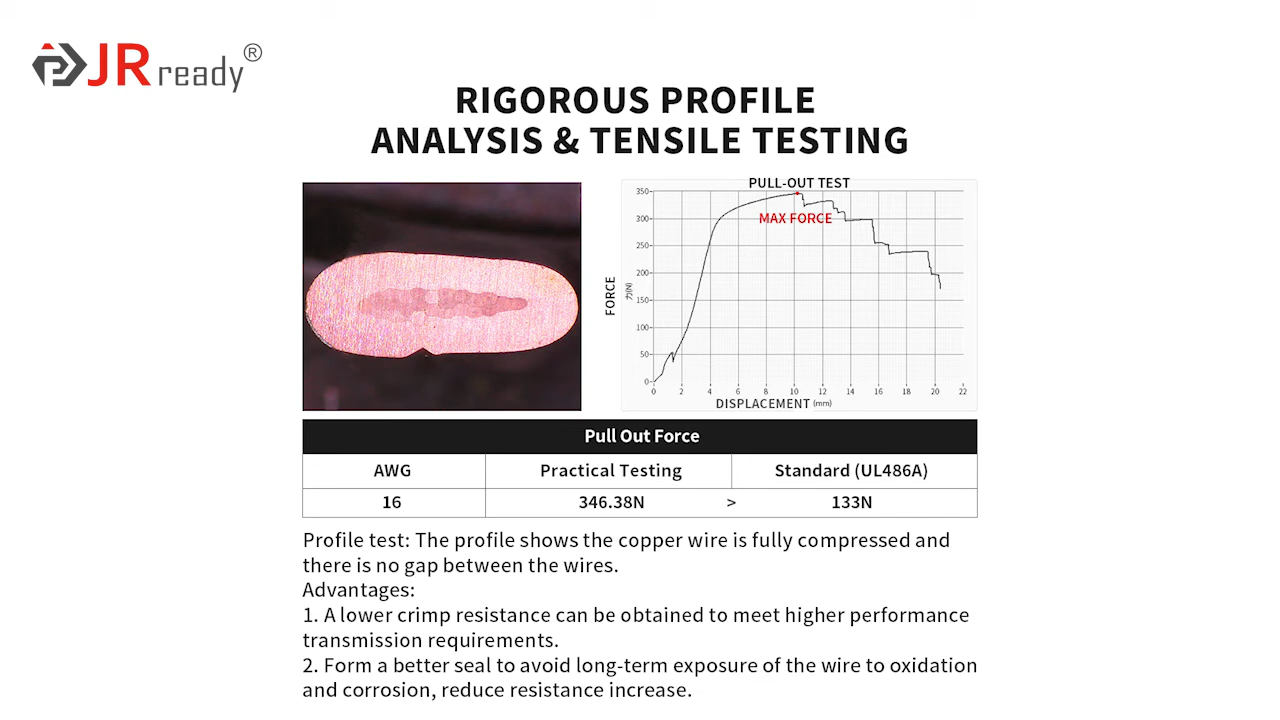 JR ready®
RIGOROUS PROFILE
ANALYSIS & TENSILE TESTING
PULL-OUT TEST
MAX FORCE
FORCE
力(N)
350
300
250
200
150
100
50
0
0 2 4 6 8 10 12 14 16 18 20 22
DISPLACEMENT (mm)
Pull Out Force
AWG Practical Testing Standard (UL486A)
16 346.38N > 133N
Profile test: The profile shows the copper wire is fully compressed and
there is no gap between the wires.
Advantages:
1. A lower crimp resistance can be obtained to meet higher performance
transmission requirements.
2. Form a better seal to avoid long-term exposure of the wire to oxidation
and corrosion, reduce resistance increase.